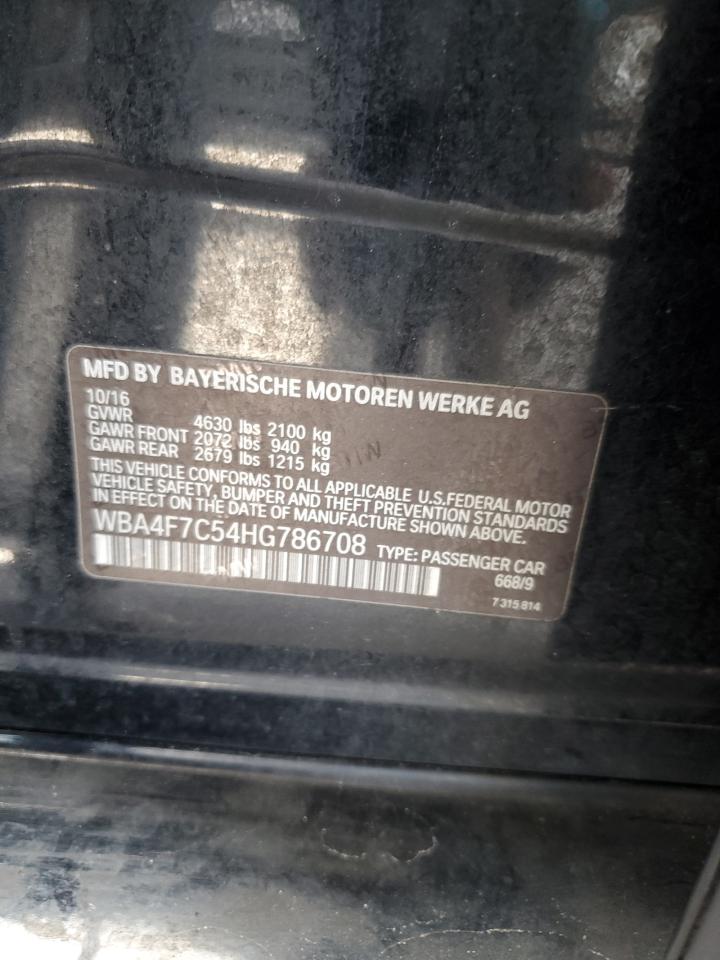 MFD BY BAYERISCHE MOTOREN WERKE AG
10/16
GVWR 4630 lbs 2100 kg
GAWR FRONT 2072 lbs 940 kg
GAWR REAR 2679 lbs 1215 kg
THIS VEHICLE CONFORMS TO ALL APPLICABLE U.S.FEDERAL MOTOR
VEHICLE SAFETY, BUMPER AND THEFT PREVENTION STANDARDS
IN EFFECT ON THE DATE OF MANUFACTURE SHOWN ABOVE.
WBA4F7C54HG786708 TYPE: PASSENGER CAR
668/9
7 315 814